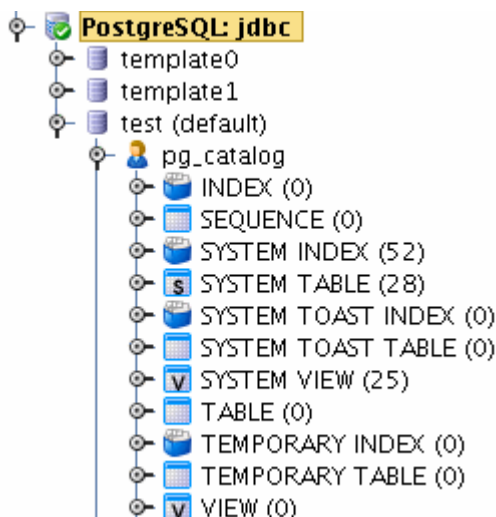 PostgreSQL: jdbc
template0
template1
test (default)
pg_catalog
INDEX (0)
SEQUENCE (0)
SYSTEM INDEX (52)
SYSTEM TABLE (28)
SYSTEM TOAST INDEX (0)
SYSTEM TOAST TABLE (0)
SYSTEM VIEW (25)
TABLE (0)
TEMPORARY INDEX (0)
TEMPORARY TABLE (0)
VIEW (0)